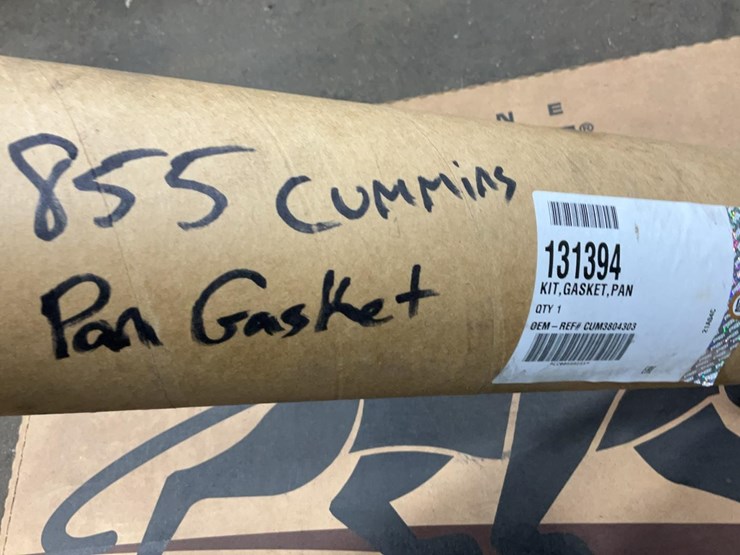 855 Cummins
Pan Gasket
131394
KIT,GASKET,PAN
QTY 1
OEM-REF# CUM3804303
N E
®